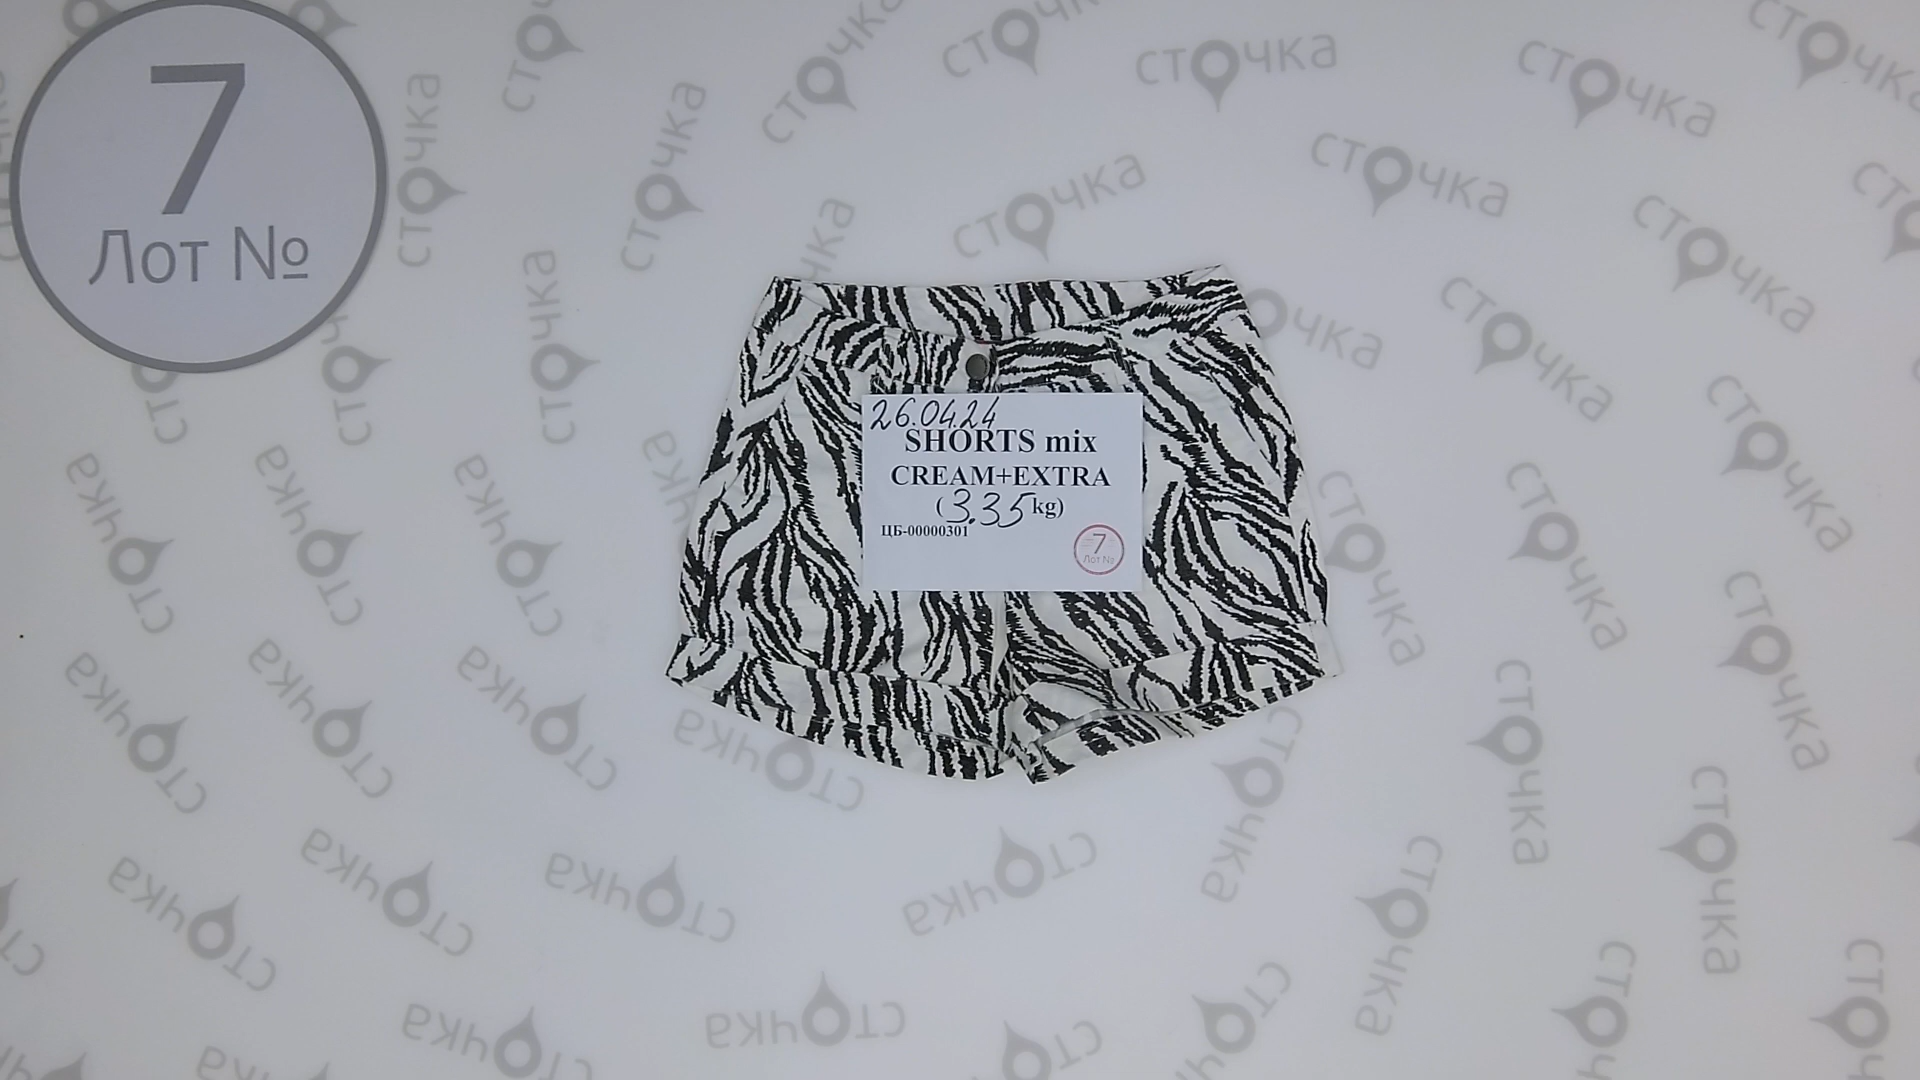 7
Лот №
26.04.24
SHORTS mix
CREAM+EXTRA
(3.35 kg)
ЦБ-00000301
7
Лот №
сточка